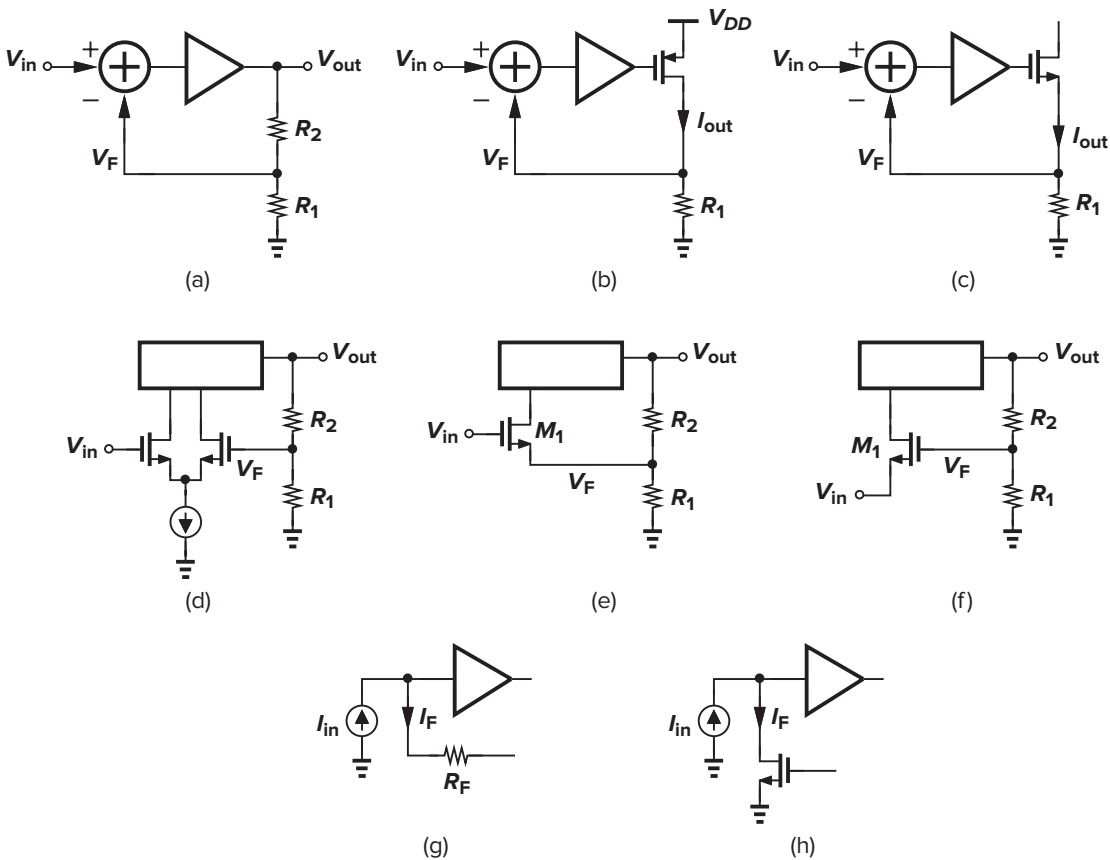 V_DD
V_in + − V_out R_2 V_F R_1
V_in + − I_out V_F R_1
V_in + − I_out V_F R_1
(a) (b) (c)
V_out R_2 V_in V_F R_1
V_out R_2 V_in M_1 V_F R_1
V_out R_2 M_1 V_in V_F R_1
(d) (e) (f)
I_in I_F R_F
I_in I_F
(g) (h)